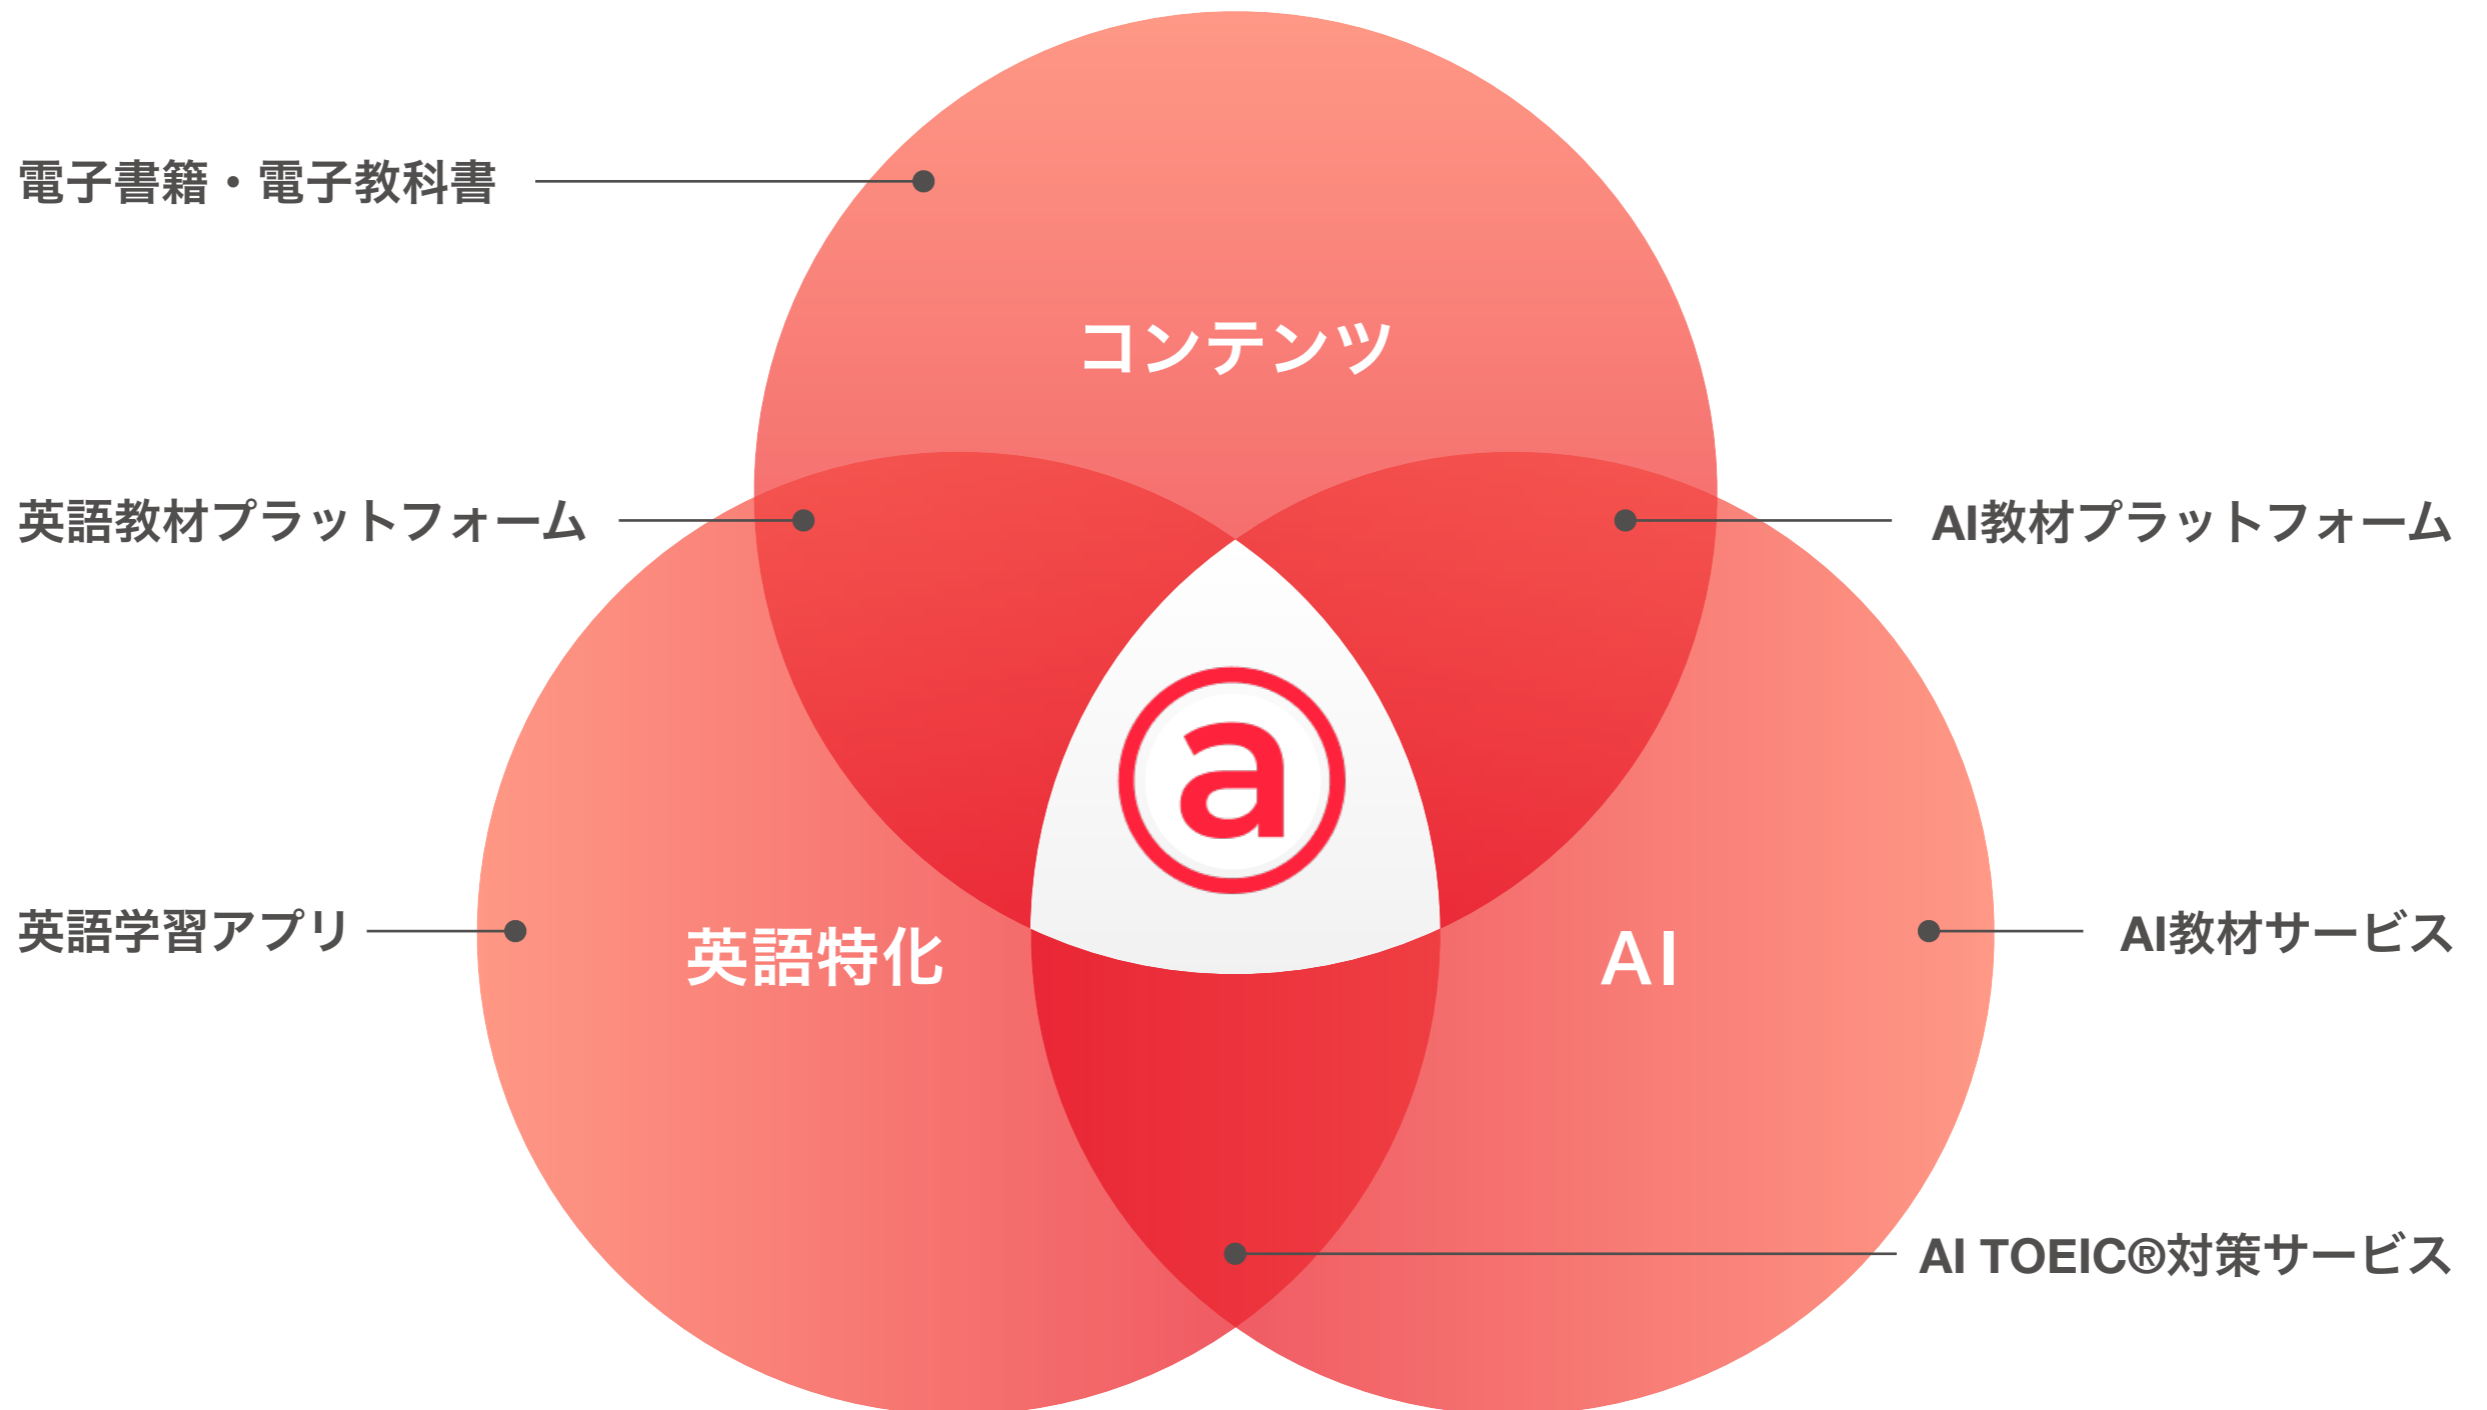 電子書籍・電子教科書
コンテンツ
英語教材プラットフォーム
AI教材プラットフォーム
a
英語学習アプリ
英語特化
AI
AI教材サービス
AI TOEIC®対策サービス